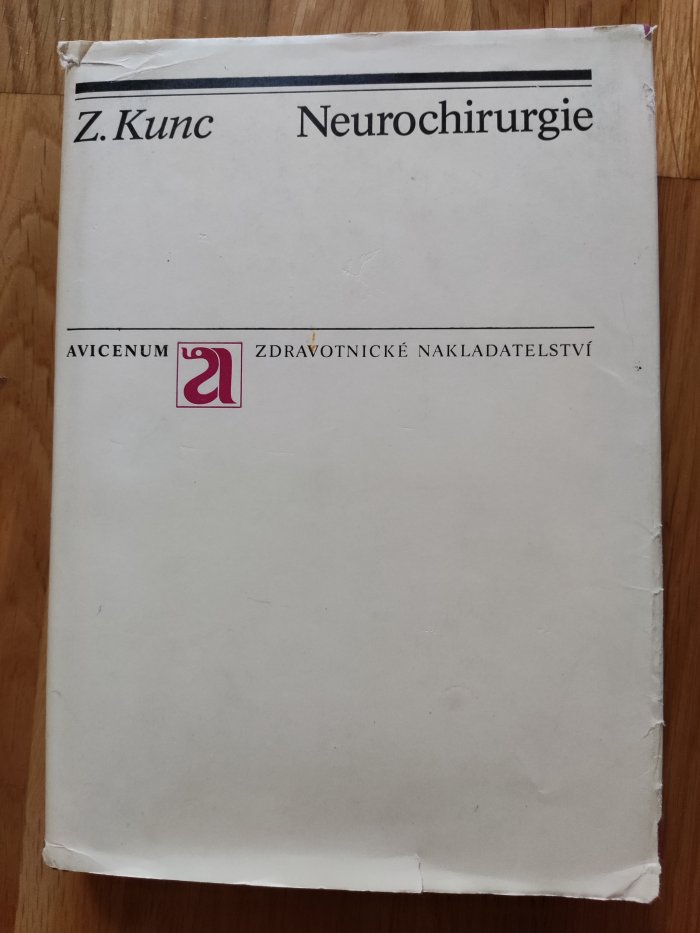 Z. Kunc Neurochirurgie
AVICENUM a ZDRAVOTNICKÉ NAKLADATELSTVÍ